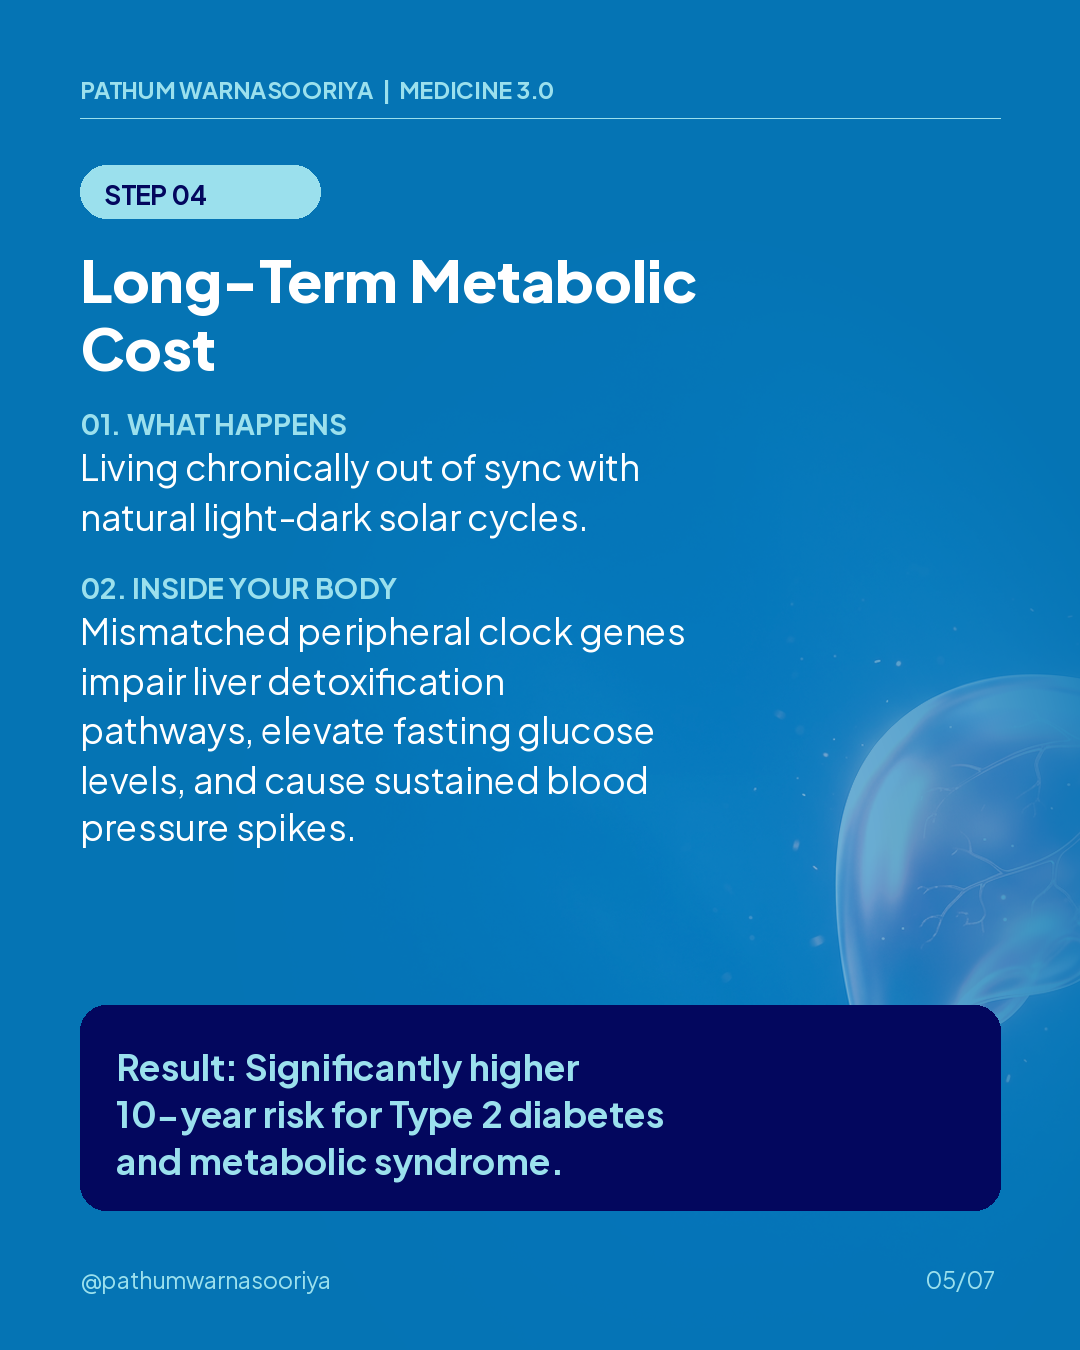 PATHUM WARNASOORIYA | MEDICINE 3.0
STEP 04
Long-Term Metabolic
Cost
01. WHAT HAPPENS
Living chronically out of sync with
natural light-dark solar cycles.
02. INSIDE YOUR BODY
Mismatched peripheral clock genes
impair liver detoxification
pathways, elevate fasting glucose
levels, and cause sustained blood
pressure spikes.
Result: Significantly higher
10-year risk for Type 2 diabetes
and metabolic syndrome.
@pathumwarnasooriya
05/07